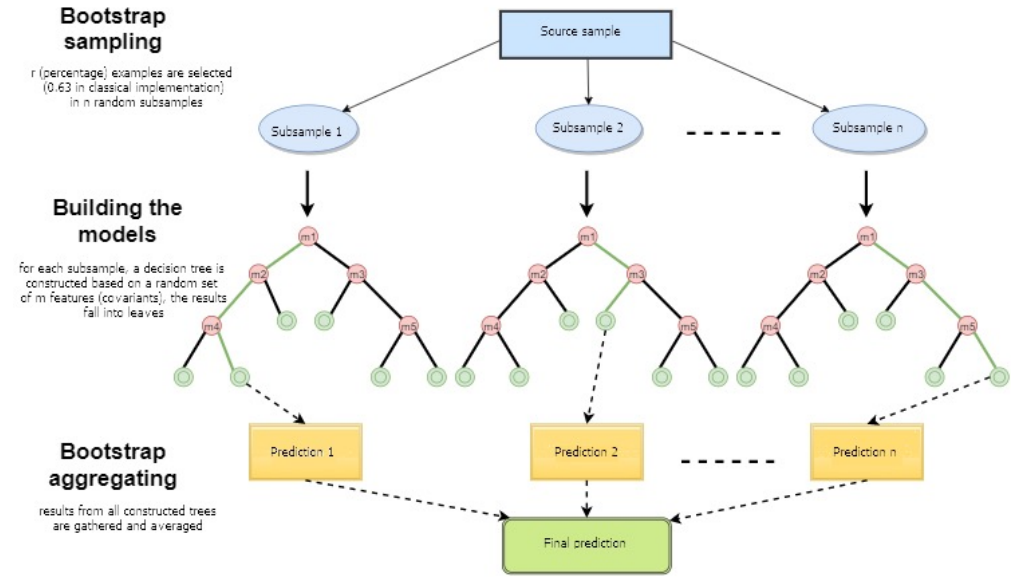 Bootstrap
sampling
r (percentage) examples are selected
(0.63 in classical implementation)
in n random subsamples
Source sample
Subsample 1
Subsample 2
Subsample n
Building the
models
for each subsample, a decision tree is
constructed based on a random set
of m features (covariants), the results
fall into leaves
m1
m2
m3
m4
m5
m1
m2
m3
m4
m5
m1
m2
m3
m4
m5
Bootstrap
aggregating
results from all constructed trees
are gathered and averaged
Prediction 1
Prediction 2
Prediction n
Final prediction